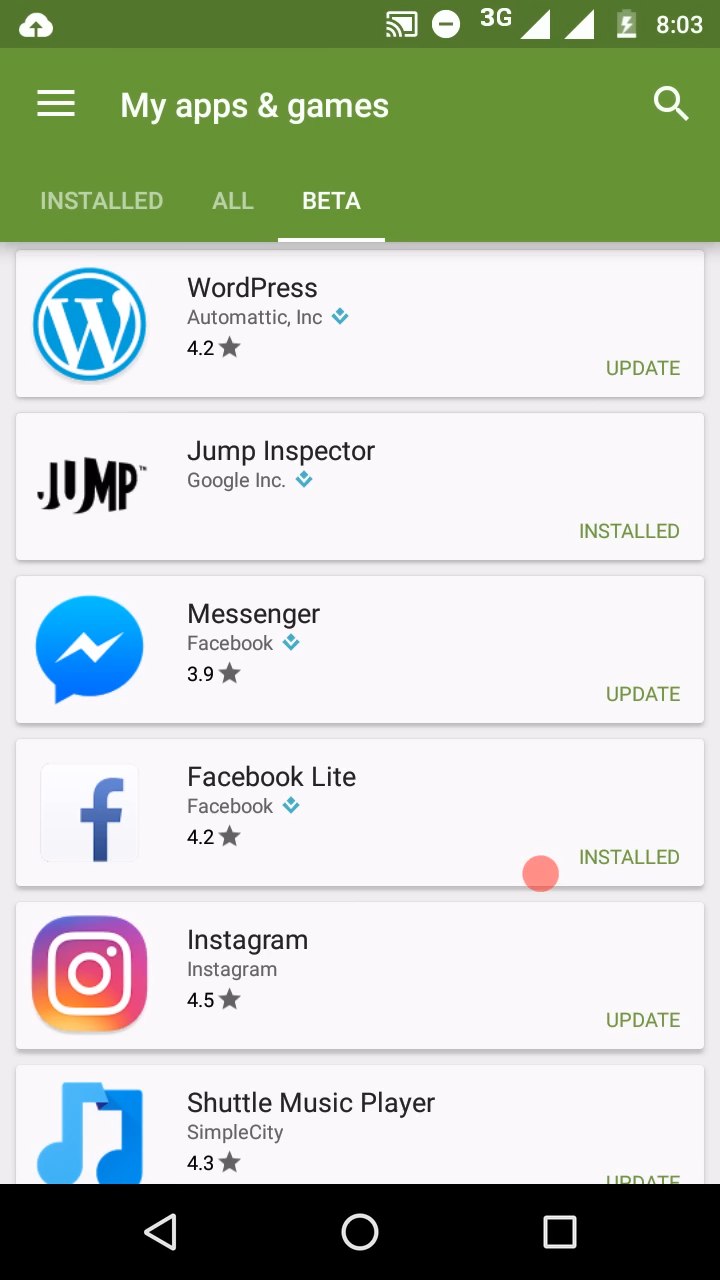 3G 8:03
My apps & games
INSTALLED ALL BETA
WordPress
Automattic, Inc
4.2
UPDATE
JUMP™
Jump Inspector
Google Inc.
INSTALLED
Messenger
Facebook
3.9
UPDATE
Facebook Lite
Facebook
4.2
INSTALLED
Instagram
Instagram
4.5
UPDATE
Shuttle Music Player
SimpleCity
4.3
UPDATE